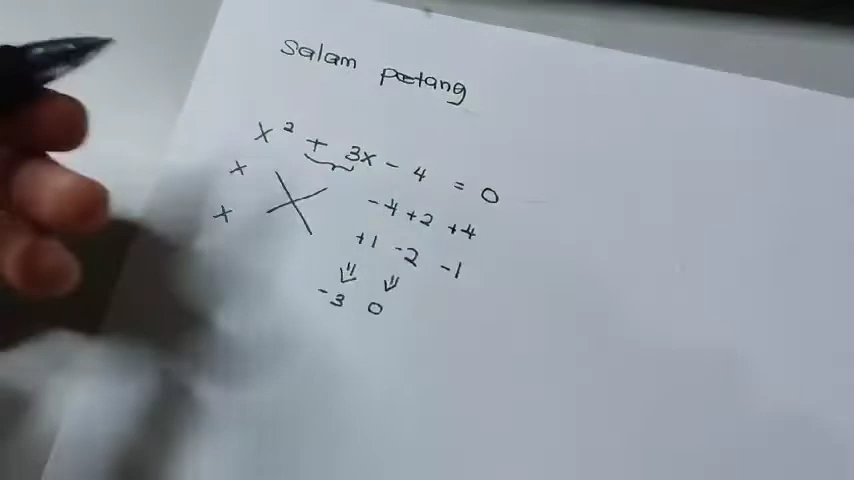 Salam petang
x² + 3x - 4 = 0
x -4 +2 +4
x +1 -2 -1
-3 0